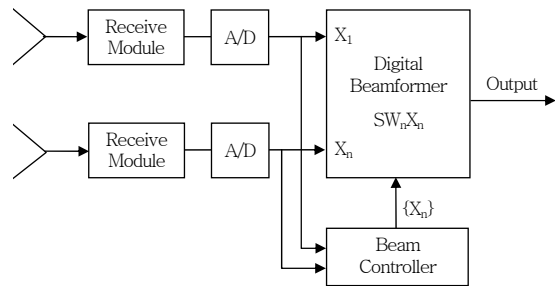 Receive
Module
A/D
X₁
Digital
Beamformer
SWₙXₙ
Output
Receive
Module
A/D
Xₙ
{Xₙ}
Beam
Controller